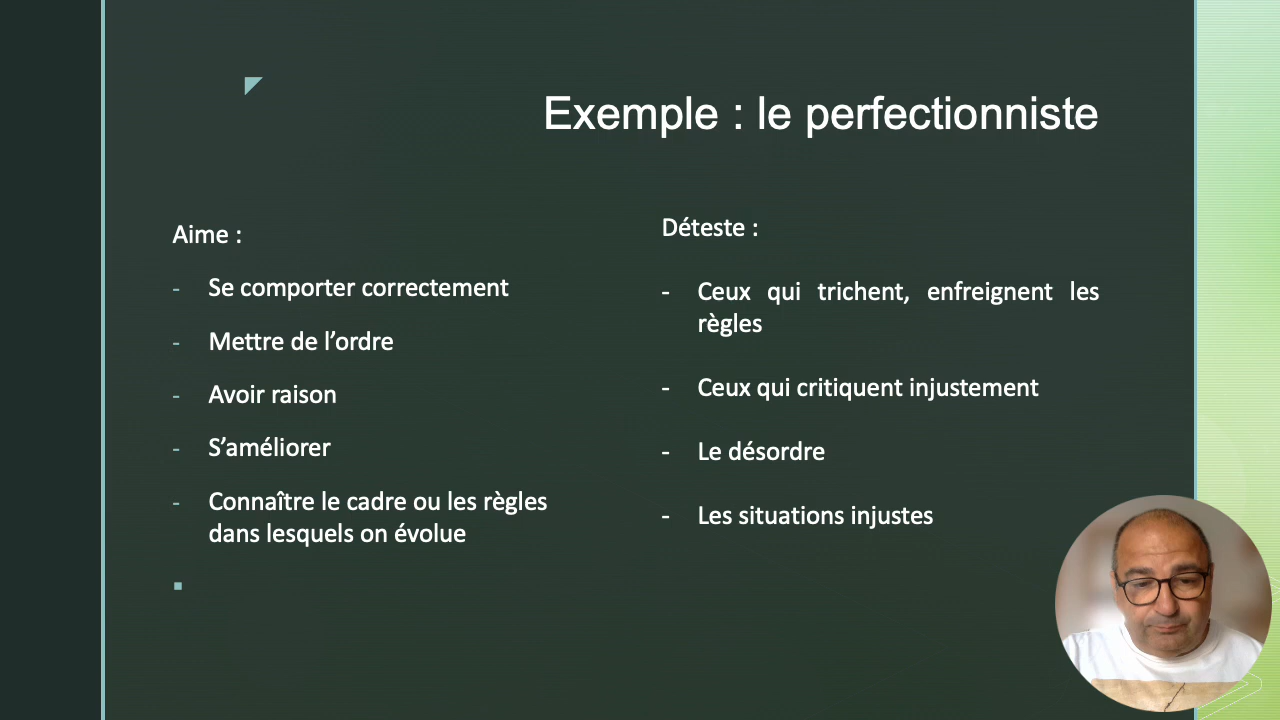 Exemple : le perfectionniste
Aime :
- Se comporter correctement
- Mettre de l’ordre
- Avoir raison
- S’améliorer
- Connaître le cadre ou les règles
dans lesquels on évolue
Déteste :
- Ceux qui trichent, enfreignent les
règles
- Ceux qui critiquent injustement
- Le désordre
- Les situations injustes